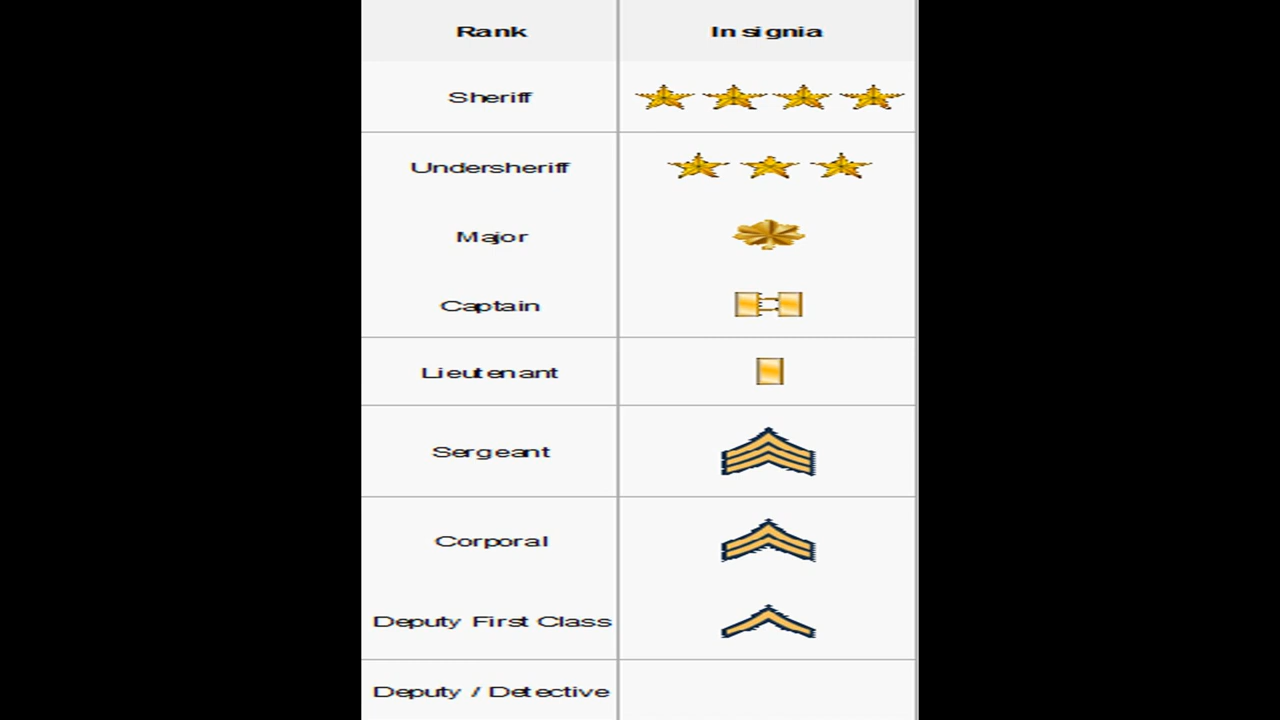 Rank Insignia
Sheriff
Undersheriff
Major
Captain
Lieutenant
Sergeant
Corporal
Deputy First Class
Deputy / Detective